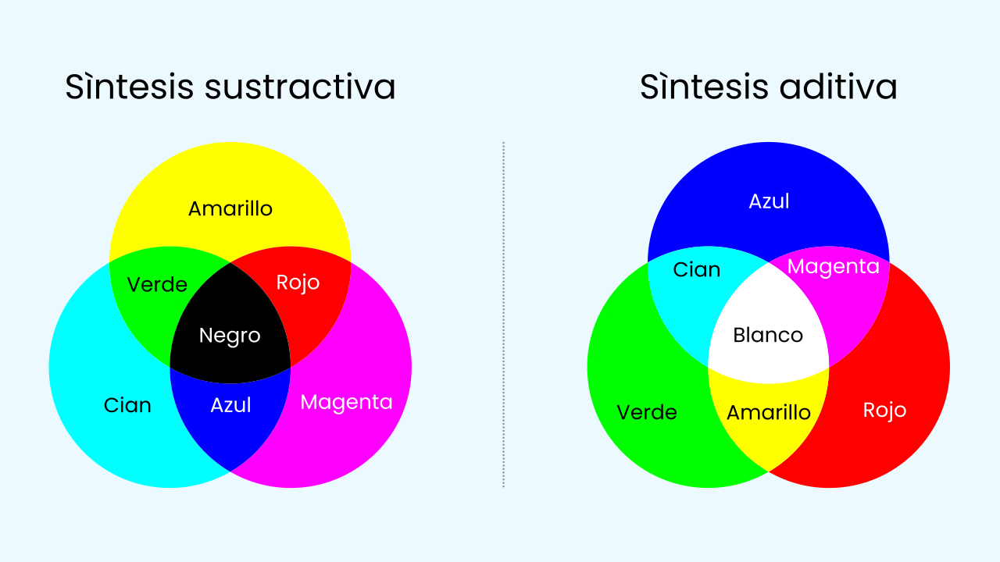 Sìntesis sustractiva
Amarillo
Verde
Rojo
Negro
Cian
Azul
Magenta
Sìntesis aditiva
Azul
Cian
Magenta
Blanco
Verde
Amarillo
Rojo